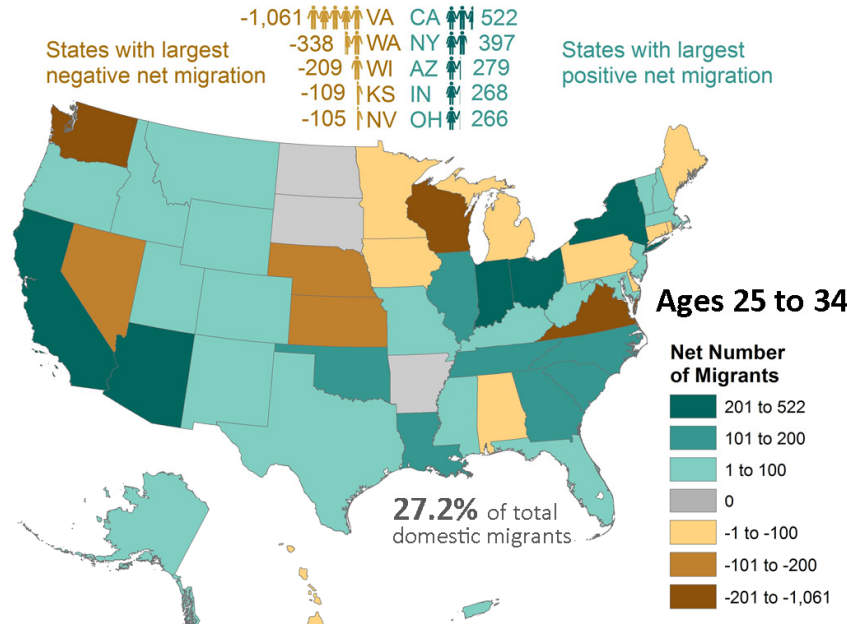 -1,061 VA CA 522
-338 WA NY 397
-209 WI AZ 279
-109 KS IN 268
-105 NV OH 266
States with largest
negative net migration
States with largest
positive net migration
Ages 25 to 34
Net Number
of Migrants
201 to 522
101 to 200
1 to 100
0
-1 to -100
-101 to -200
-201 to -1,061
27.2% of total
domestic migrants